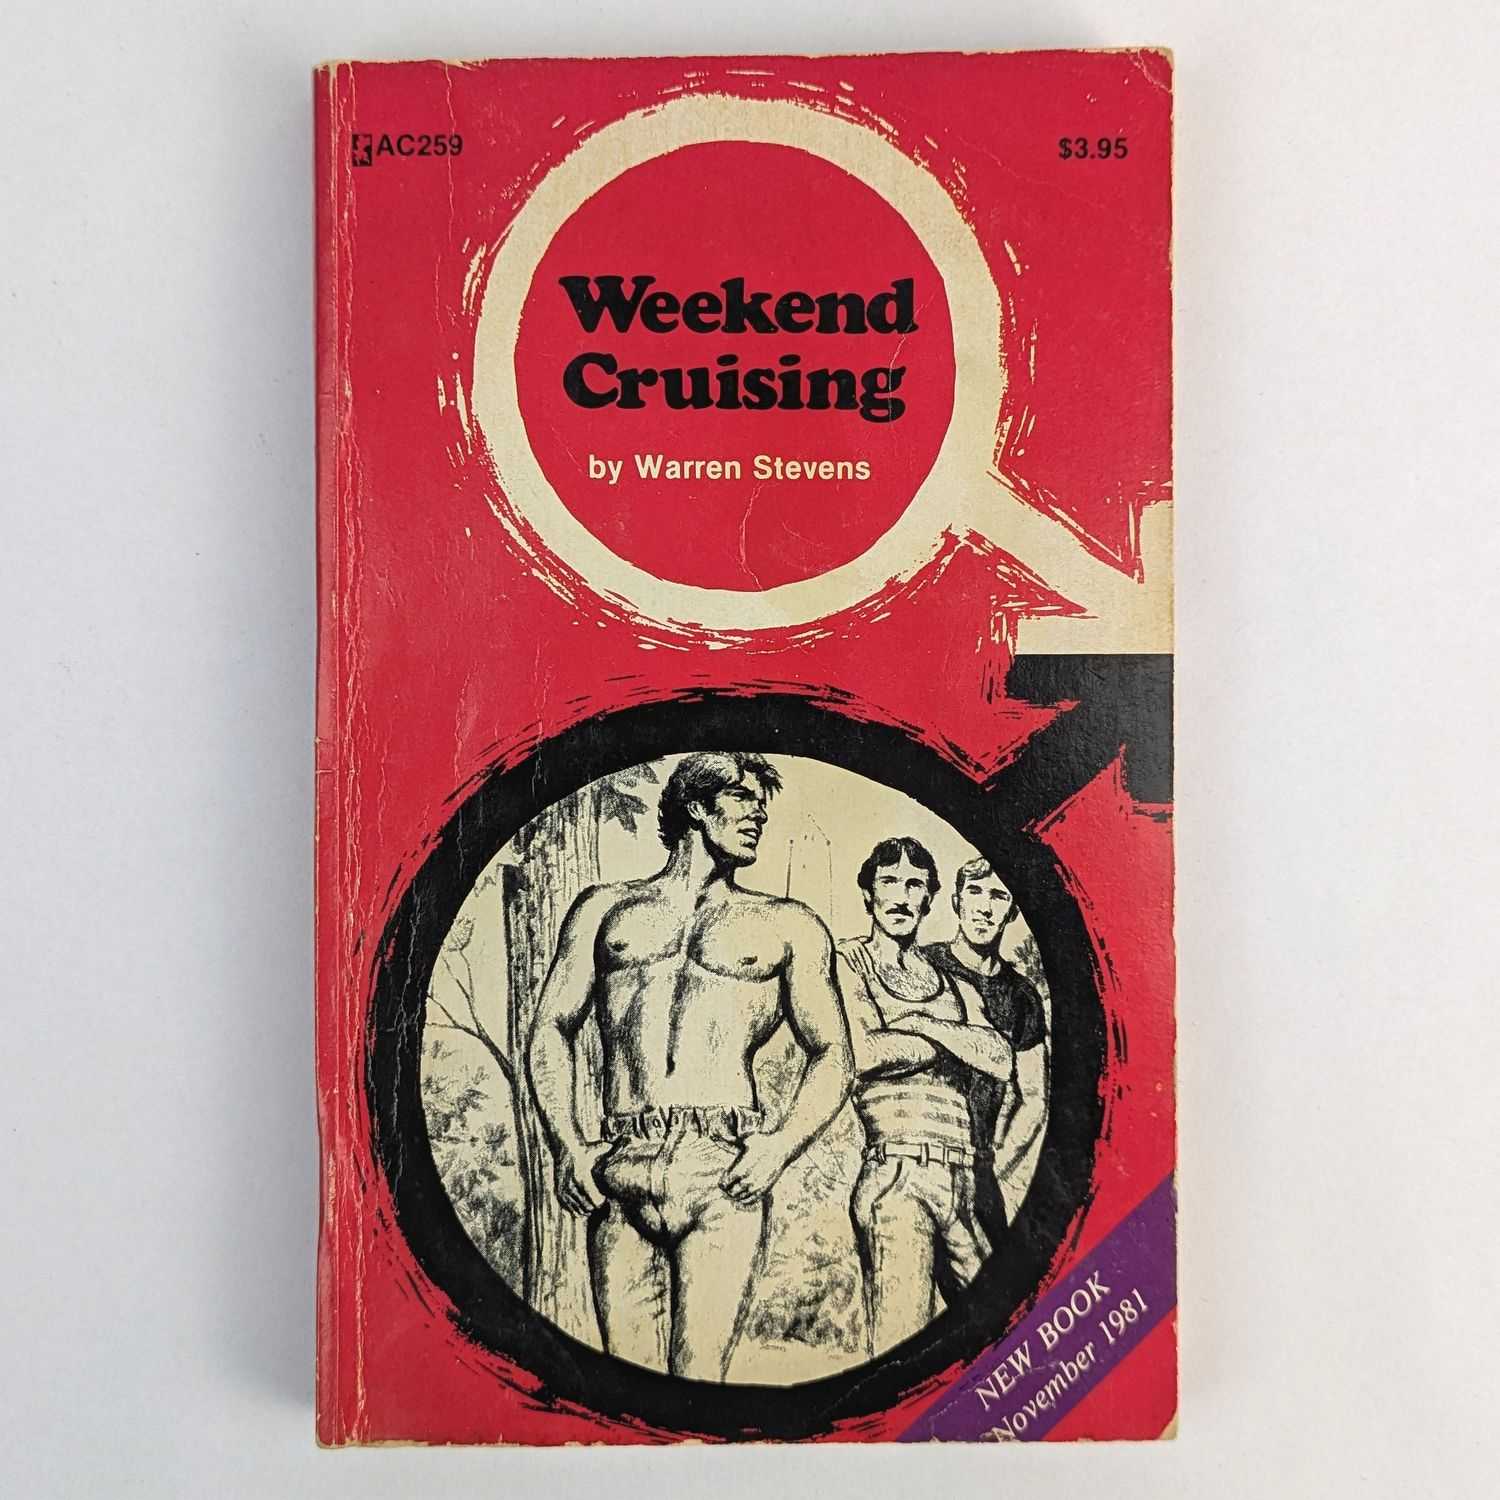 AC259
$3.95
Weekend
Cruising
by Warren Stevens
NEW BOOK
November 1981